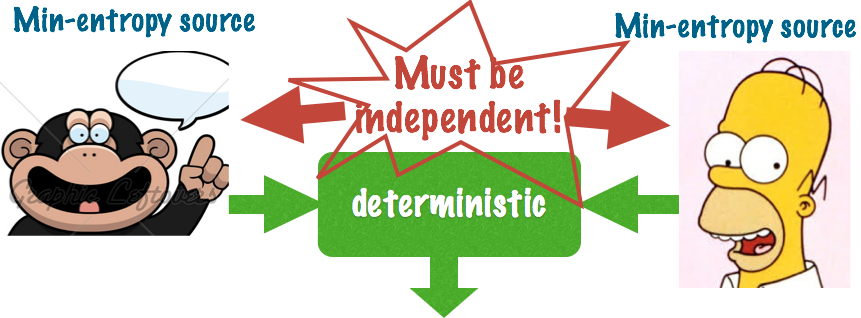 Min-entropy source
Min-entropy source
Must be
independent!
deterministic